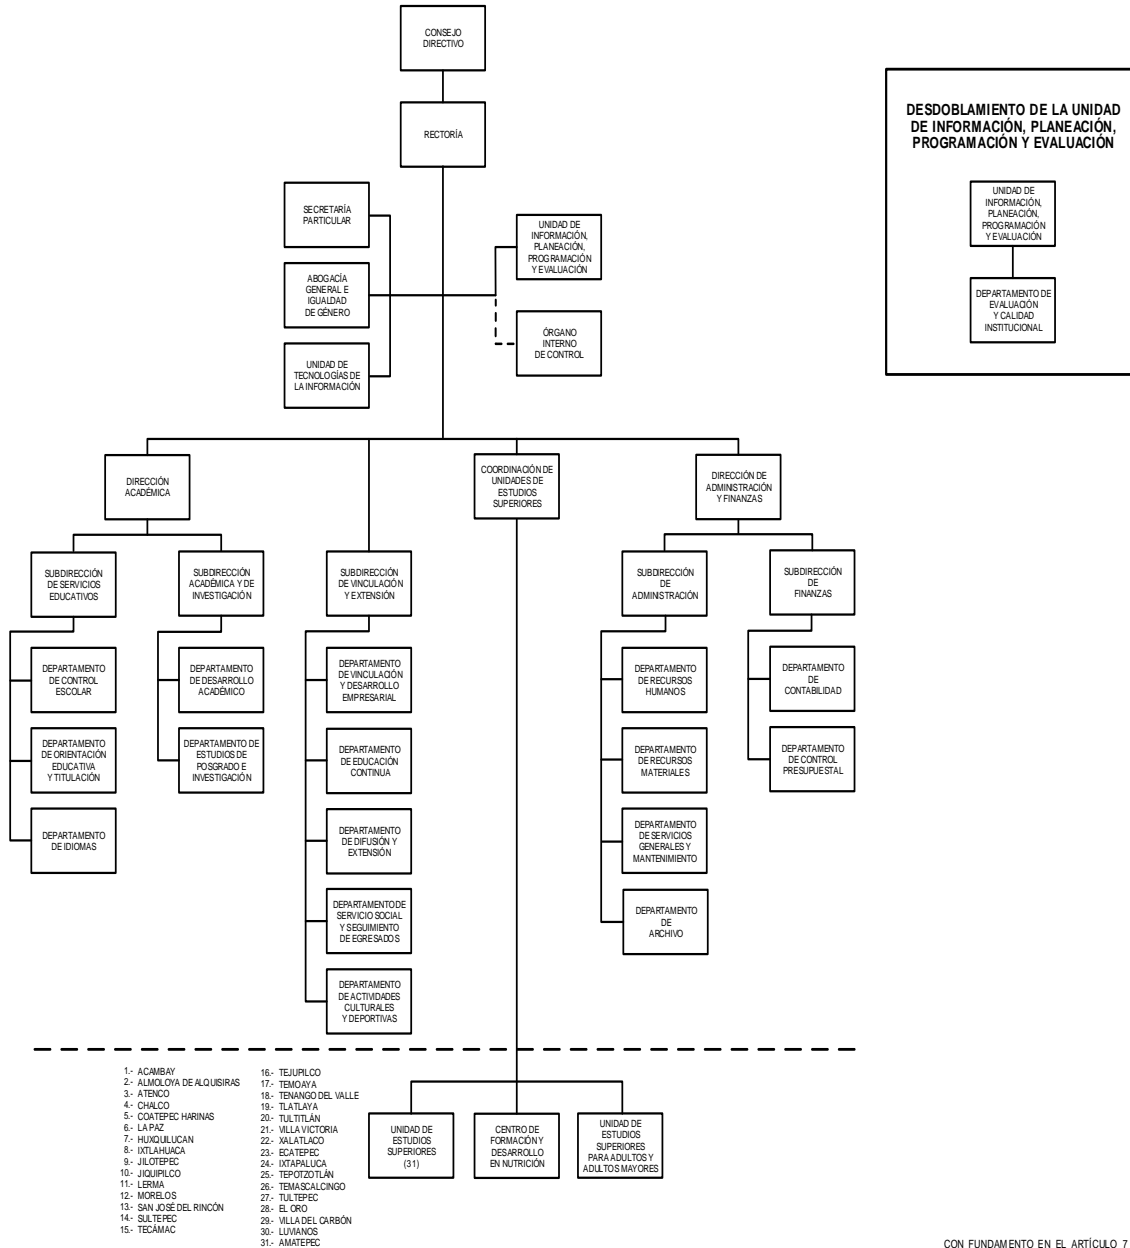 CONSEJO
DIRECTIVO
RECTORÍA
DESDOBLAMIENTO DE LA UNIDAD
DE INFORMACIÓN, PLANEACIÓN,
PROGRAMACIÓN Y EVALUACIÓN
UNIDAD DE
INFORMACIÓN,
PLANEACIÓN,
PROGRAMACIÓN
Y EVALUACIÓN
DEPARTAMENTO DE
EVALUACIÓN
Y CALIDAD
INSTITUCIONAL
SECRETARÍA
PARTICULAR
UNIDAD DE
INFORMACIÓN,
PLANEACIÓN,
PROGRAMACIÓN
Y EVALUACIÓN
ABOGACÍA
GENERAL E
IGUALDAD
DE GÉNERO
ÓRGANO
INTERNO
DE CONTROL
UNIDAD DE
TECNOLOGÍAS DE
LA INFORMACIÓN
DIRECCIÓN
ACADÉMICA
COORDINACIÓN DE
UNIDADES DE
ESTUDIOS
SUPERIORES
DIRECCIÓN DE
ADMINISTRACIÓN
Y FINANZAS
SUBDIRECCIÓN
DE SERVICIOS
EDUCATIVOS
SUBDIRECCIÓN
ACADÉMICA Y DE
INVESTIGACIÓN
SUBDIRECCIÓN
DE VINCULACIÓN
Y EXTENSIÓN
SUBDIRECCIÓN
DE
ADMINISTRACIÓN
SUBDIRECCIÓN
DE
FINANZAS
DEPARTAMENTO
DE CONTROL
ESCOLAR
DEPARTAMENTO
DE DESARROLLO
ACADÉMICO
DEPARTAMENTO
DE VINCULACIÓN
Y DESARROLLO
EMPRESARIAL
DEPARTAMENTO
DE RECURSOS
HUMANOS
DEPARTAMENTO
DE
CONTABILIDAD
DEPARTAMENTO
DE ORIENTACIÓN
EDUCATIVA
Y TITULACIÓN
DEPARTAMENTO DE
ESTUDIOS DE
POSGRADO E
INVESTIGACIÓN
DEPARTAMENTO
DE EDUCACIÓN
CONTINUA
DEPARTAMENTO
DE RECURSOS
MATERIALES
DEPARTAMENTO
DE CONTROL
PRESUPUESTAL
DEPARTAMENTO
DE IDIOMAS
DEPARTAMENTO
DE DIFUSIÓN Y
EXTENSIÓN
DEPARTAMENTO
DE SERVICIOS
GENERALES Y
MANTENIMIENTO
DEPARTAMENTO DE
SERVICIO SOCIAL
Y SEGUIMIENTO
DE EGRESADOS
DEPARTAMENTO
DE
ARCHIVO
DEPARTAMENTO
DE ACTIVIDADES
CULTURALES
Y DEPORTIVAS
1.- ACAMBAY
2.- ALMOLOYA DE ALQUISIRAS
3.- ATENCO
4.- CHALCO
5.- COATEPEC HARINAS
6.- LA PAZ
7.- HUXQUILUCAN
8.- IXTLAHUACA
9.- JILOTEPEC
10.- JIQUIPILCO
11.- LERMA
12.- MORELOS
13.- SAN JOSÉ DEL RINCÓN
14.- SULTEPEC
15.- TECÁMAC
16.- TEJUPILCO
17.- TEMOAYA
18.- TENANGO DEL VALLE
19.- TLATLAYA
20.- TULTITLÁN
21.- VILLA VICTORIA
22.- XALATLACO
23.- ECATEPEC
24.- IXTAPALUCA
25.- TEPOTZOTLÁN
26.- TEMASCALCINGO
27.- TULTEPEC
28.- EL ORO
29.- VILLA DEL CARBÓN
30.- LUVIANOS
31.- AMATEPEC
UNIDAD DE
ESTUDIOS
SUPERIORES
(31)
CENTRO DE
FORMACIÓN Y
DESARROLLO
EN NUTRICIÓN
UNIDAD DE
ESTUDIOS
SUPERIORES
PARA ADULTOS Y
ADULTOS MAYORES
CON FUNDAMENTO EN EL ARTÍCULO 7